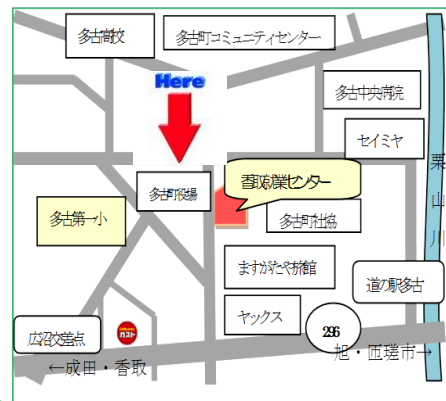 多古高校
多古町コミュニティセンター
Here
多古中央病院
セイミヤ
栗山川
多古町役場
香取就業センター
多古第一小
多古町社協
ますがたや旅館
道の駅多古
ヤックス
296
広沼交差点
ガスト
旭・匝瑳市→
←成田・香取